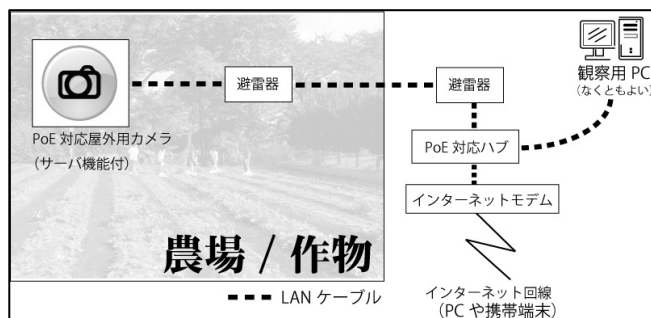 避雷器
避雷器
観察用 PC
(なくともよい)
PoE 対応屋外用カメラ
(サーバ機能付)
PoE 対応ハブ
インターネットモデム
農場 / 作物
LAN ケーブル
インターネット回線
(PC や携帯端末)